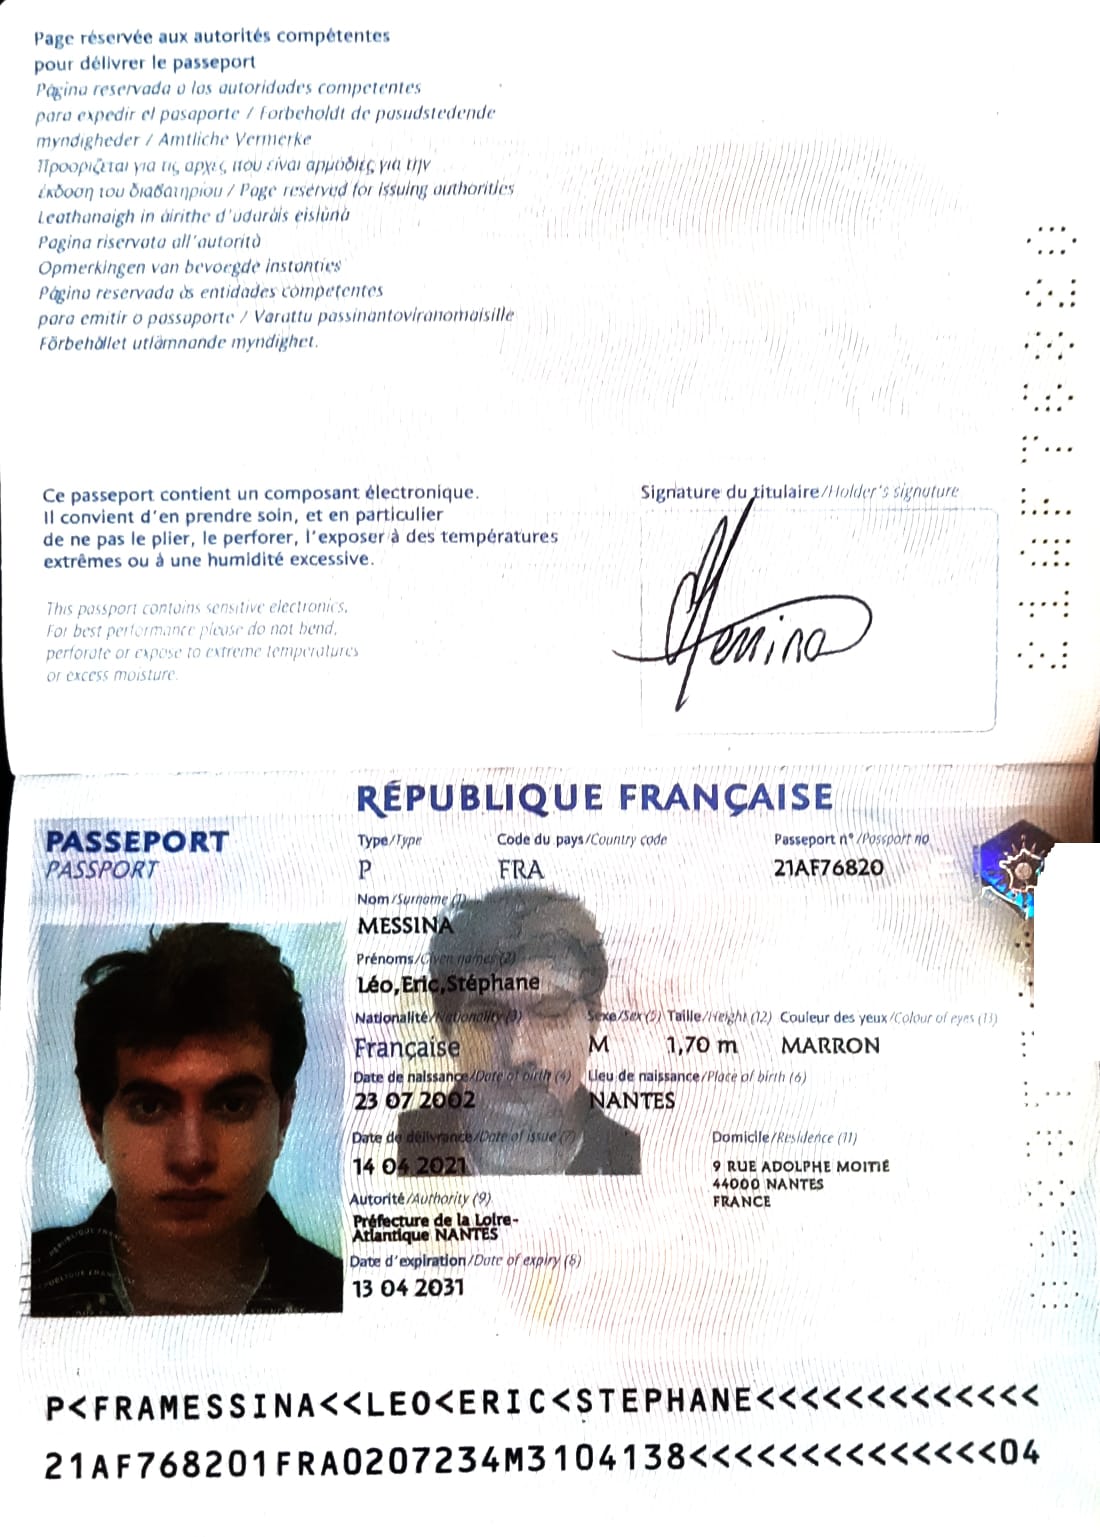 Page réservée aux autorités compétentes
pour délivrer le passeport
Página reservada a las autoridades competentes
para expedir el pasaporte / Forbeholdt de pasudstedende
myndigheder / Amtliche Vermerke
Προορίζεται για τις αρχές που είναι αρμόδιες για την
έκδοση του διαβατηρίου / Page reserved for issuing authorities
Leathanaigh in áirithe d'údaráis eisiúna
Pagina riservata all'autorità
Opmerkingen van bevoegde instanties
Página reservada às entidades competentes
para emitir o passaporte / Varattu passinantoviranomaisille
Förbehållet utlämnande myndighet.
Ce passeport contient un composant électronique.
Il convient d'en prendre soin, et en particulier
de ne pas le plier, le perforer, l'exposer à des températures
extrêmes ou à une humidité excessive.
This passport contains sensitive electronics.
For best performance please do not bend,
perforate or expose to extreme temperatures
or excess moisture.
Signature du titulaire/Holder's signature
Messina
RÉPUBLIQUE FRANÇAISE
PASSEPORT
PASSPORT
Type/Type Code du pays/Country code Passeport n°/Passport no
P FRA 21AF76820
Nom/Surname (1)
MESSINA
Prénoms/Given names (2)
Léo,Eric,Stéphane
Nationalité/Nationality (3) Sexe/Sex (5) Taille/Height (12) Couleur des yeux/Colour of eyes (13)
Française M 1,70 m MARRON
Date de naissance/Date of birth (4) Lieu de naissance/Place of birth (6)
23 07 2002 NANTES
Date de délivrance/Date of issue (7) Domicile/Residence (11)
14 04 2021 9 RUE ADOLPHE MOITIÉ
44000 NANTES
FRANCE
Autorité/Authority (9)
Préfecture de la Loire-
Atlantique NANTES
Date d'expiration/Date of expiry (8)
13 04 2031
P<FRAMESSINA<<LEO<ERIC<STEPHANE<<<<<<<<<<<<<
21AF768201FRA0207234M3104138<<<<<<<<<<<<<<04